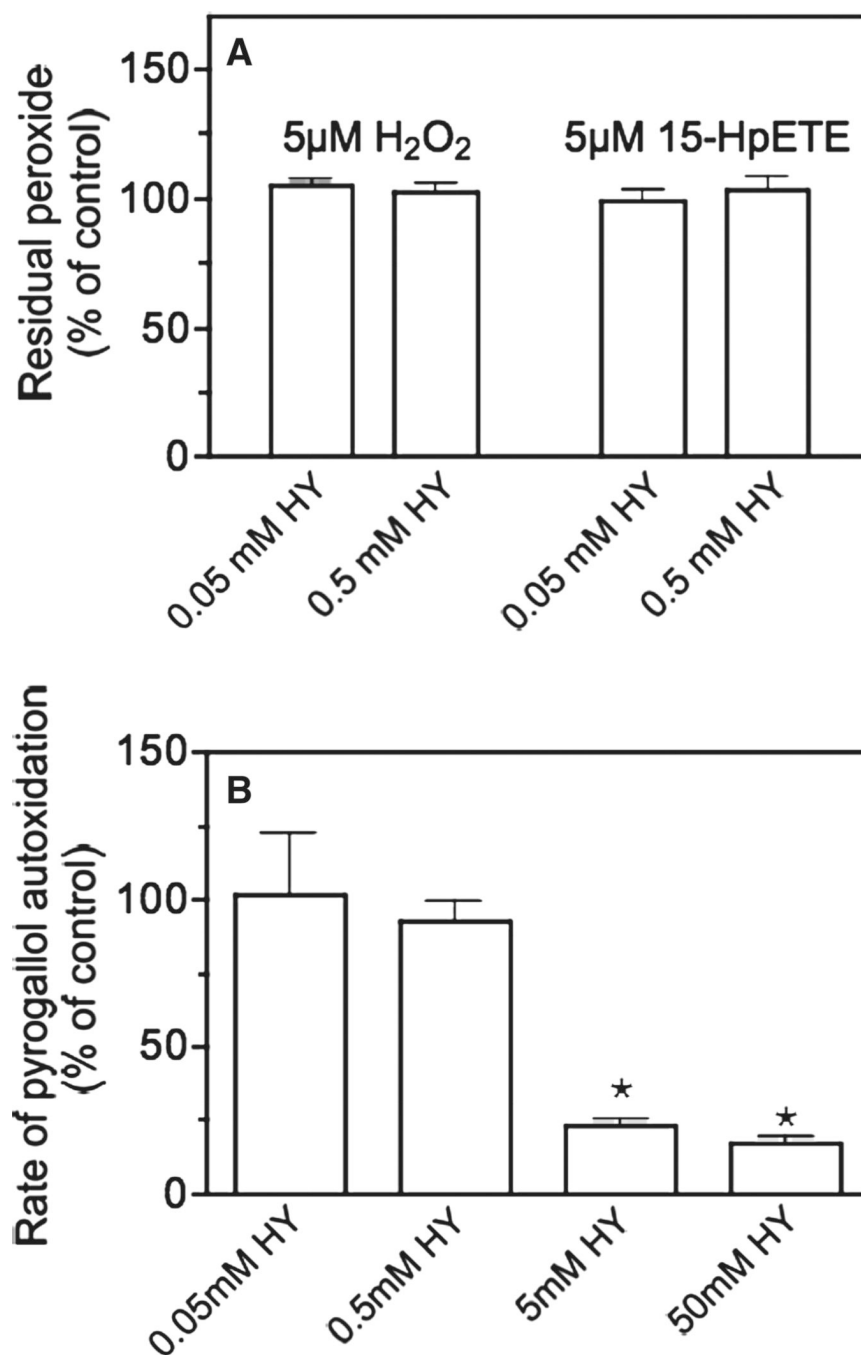 A
Residual peroxide
(% of control)
150
100
50
0
5µM H₂O₂
5µM 15-HpETE
0.05 mM HY
0.5 mM HY
0.05 mM HY
0.5 mM HY
B
Rate of pyrogallol autoxidation
(% of control)
150
100
50
0
★
★
0.05mM HY
0.5mM HY
5mM HY
50mM HY